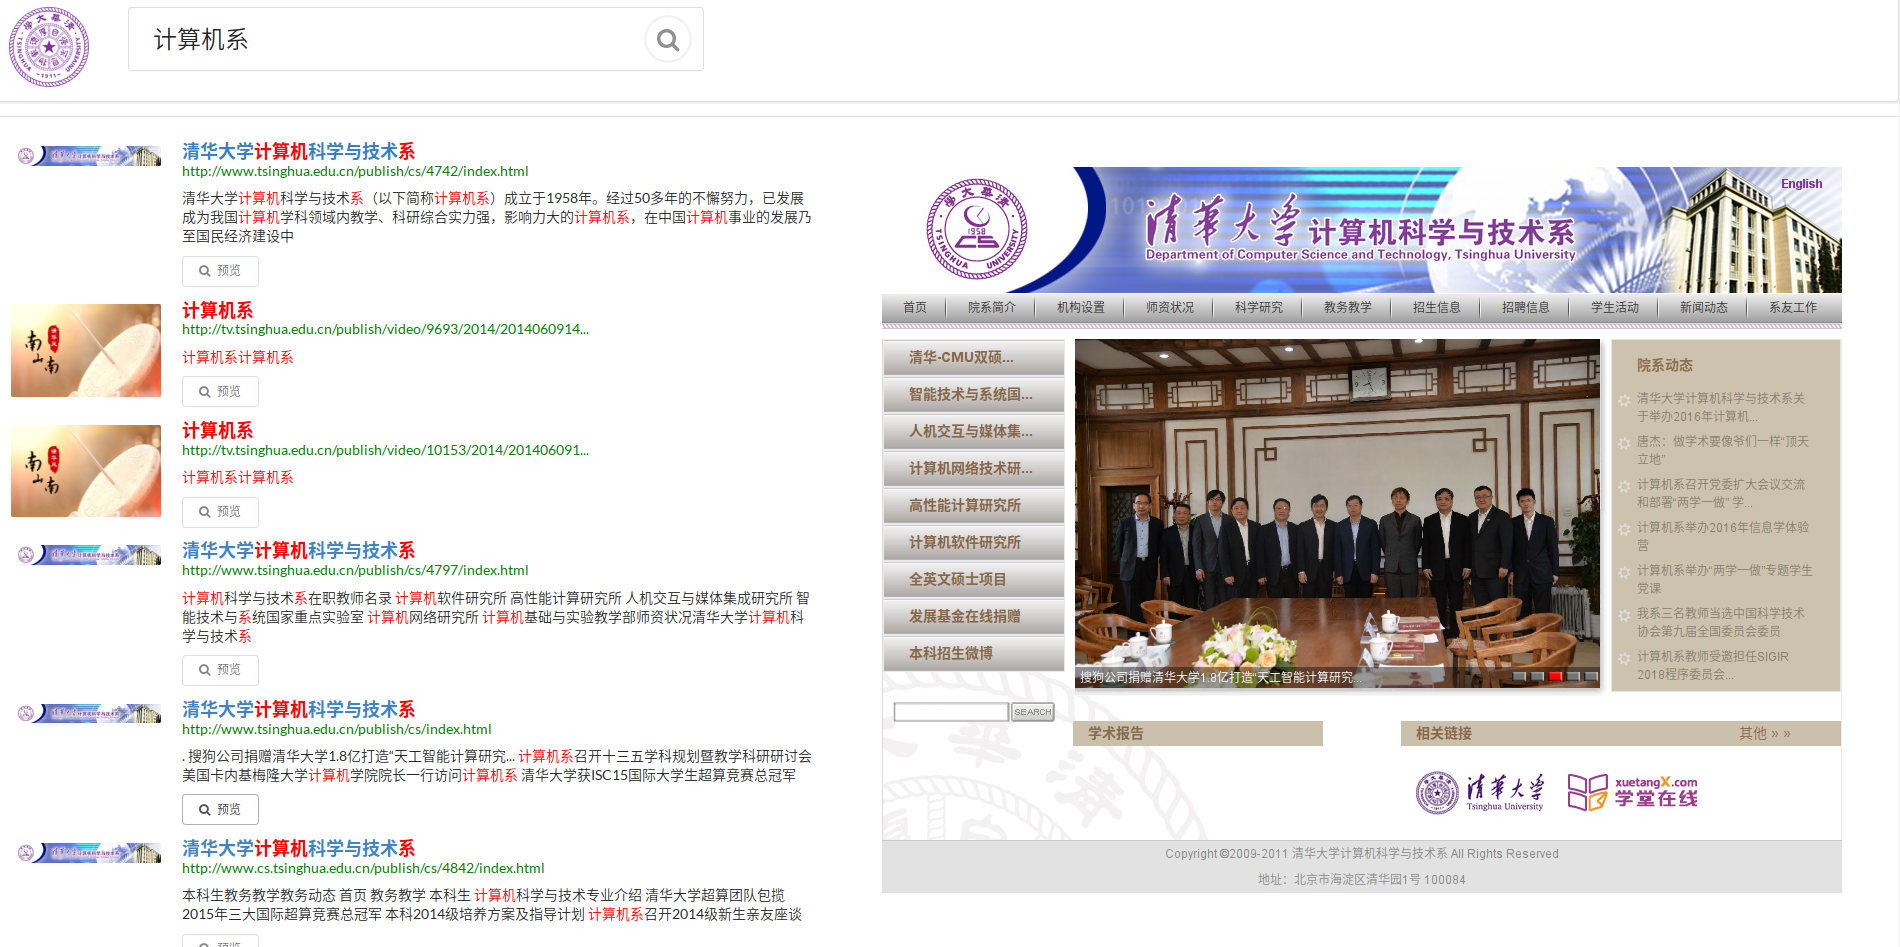 计算机系
清华大学计算机科学与技术系
http://www.tsinghua.edu.cn/publish/cs/4742/index.html
清华大学计算机科学与技术系（以下简称计算机系）成立于1958年。经过50多年的不懈努力，已发展
成为我国计算机学科领域内教学、科研综合实力强，影响力大的计算机系，在中国计算机事业的发展乃
至国民经济建设中
预览
南山南
计算机系
http://tv.tsinghua.edu.cn/publish/video/9693/2014/2014060914...
计算机系计算机系
预览
南山南
计算机系
http://tv.tsinghua.edu.cn/publish/video/10153/2014/201406091...
计算机系计算机系
预览
清华大学计算机科学与技术系
http://www.tsinghua.edu.cn/publish/cs/4797/index.html
计算机科学与技术系在职教师名录 计算机软件研究所 高性能计算研究所 人机交互与媒体集成研究所 智
能技术与系统国家重点实验室 计算机网络研究所 计算机基础与实验教学部师资状况清华大学计算机科
学与技术系
预览
清华大学计算机科学与技术系
http://www.tsinghua.edu.cn/publish/cs/index.html
. 搜狗公司捐赠清华大学1.8亿打造“天工智能计算研究... 计算机系召开十三五学科规划暨教学科研研讨会
美国卡内基梅隆大学计算机学院院长一行访问计算机系 清华大学获ISC15国际大学生超算竞赛总冠军
预览
清华大学计算机科学与技术系
http://www.cs.tsinghua.edu.cn/publish/cs/4842/index.html
本科生教务教学教务动态 首页 教务教学 本科生 计算机科学与技术专业介绍 清华大学超算团队包揽
2015年三大国际超算竞赛总冠军 本科2014级培养方案及指导计划 计算机系召开2014级新生亲友座谈
预览
English
清華大学 计算机科学与技术系
Department of Computer Science and Technology, Tsinghua University
首页 院系简介 机构设置 师资状况 科学研究 教务教学 招生信息 招聘信息 学生活动 新闻动态 系友工作
清华-CMU双硕...
智能技术与系统国...
人机交互与媒体集...
计算机网络技术研...
高性能计算研究所
计算机软件研究所
全英文硕士项目
发展基金在线捐赠
本科招生微博
SEARCH
搜狗公司捐赠清华大学1.8亿打造“天工智能计算研究...
院系动态
清华大学计算机科学与技术系关
于举办2016年计算机...
唐杰：做学术要像爷们一样“顶天
立地”
计算机系召开党委扩大会议交流
和部署“两学一做” 学...
计算机系举办2016年信息学体验
营
计算机系举办“两学一做”专题学生
党课
我系三名教师当选中国科学技术
协会第九届全国委员会委员
计算机系教师受邀担任SIGIR
2018程序委员会...
学术报告
相关链接 其他 » »
清華大学
Tsinghua University
xuetangX.com
学堂在线
Copyright ©2009-2011 清华大学计算机科学与技术系 All Rights Reserved
地址：北京市海淀区清华园1号 100084